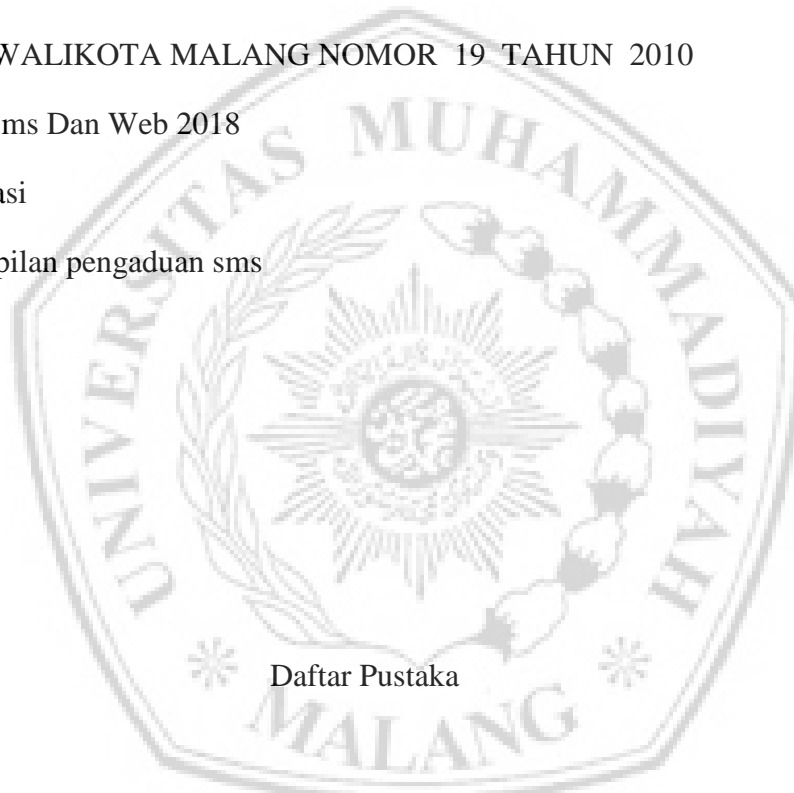 WALIKOTA MALANG NOMOR 19 TAHUN 2010
ms Dan Web 2018
asi
pilan pengaduan sms
Daftar Pustaka
UNIVERSITAS MUHAMMADIYAH
MALANG